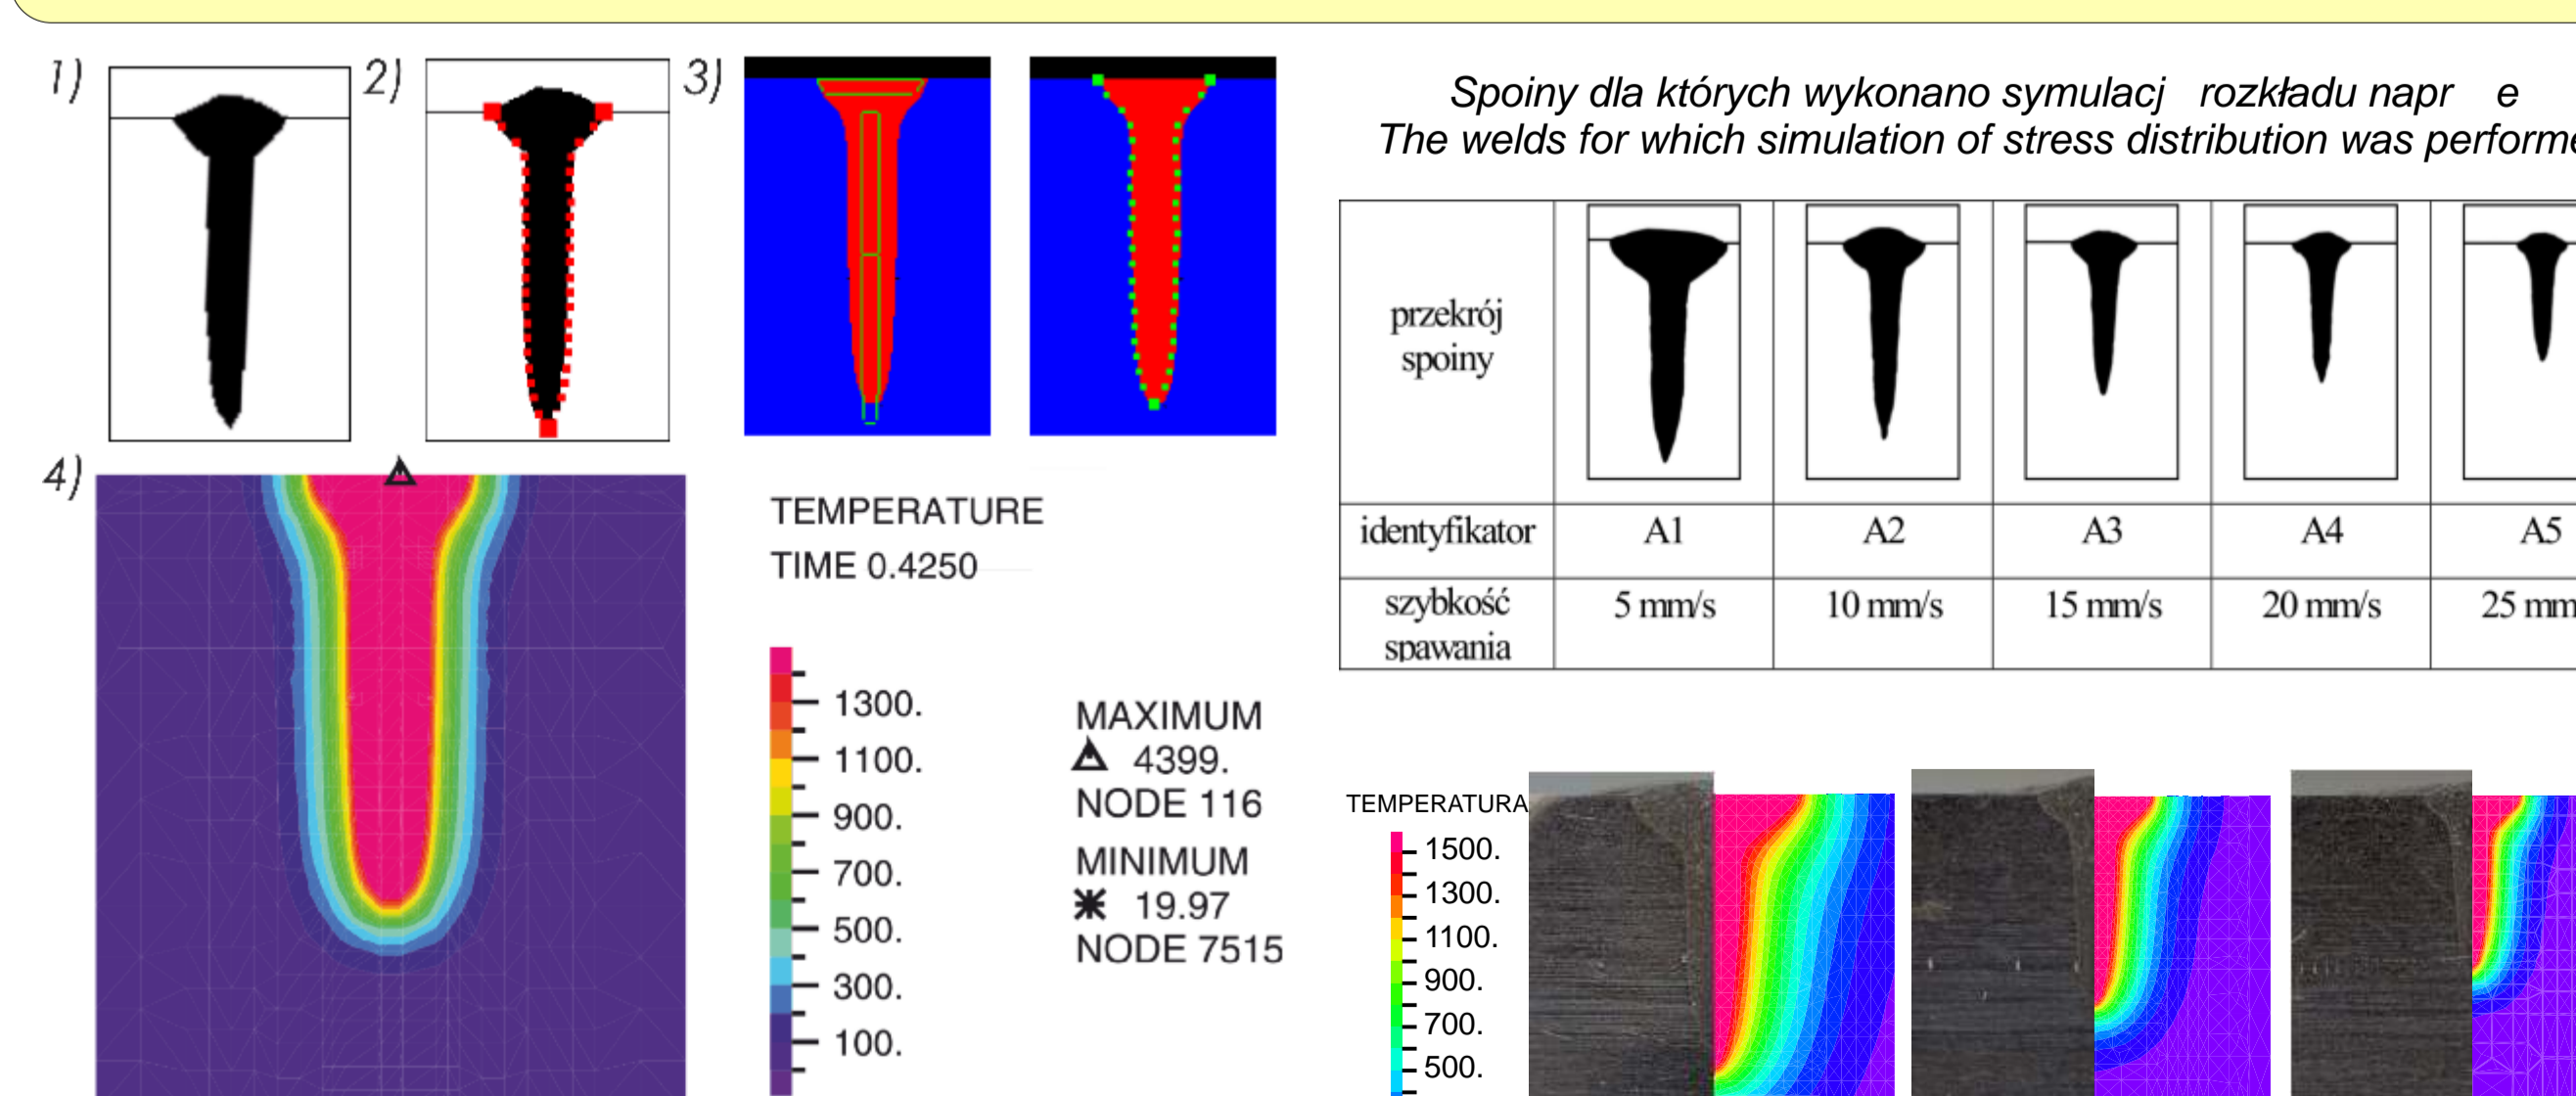 1)
2)
3)
Spoiny dla których wykonano symulacj rozkładu napr e
The welds for which simulation of stress distribution was performe
przekrój
spoiny
identyfikator A1 A2 A3 A4 A5
szybkość
spawania
5 mm/s 10 mm/s 15 mm/s 20 mm/s 25 mm
4)
TEMPERATURE
TIME 0.4250
1300.
1100.
900.
700.
500.
300.
100.
MAXIMUM
4399.
NODE 116
MINIMUM
19.97
NODE 7515
TEMPERATURA
1500.
1300.
1100.
900.
700.
500.